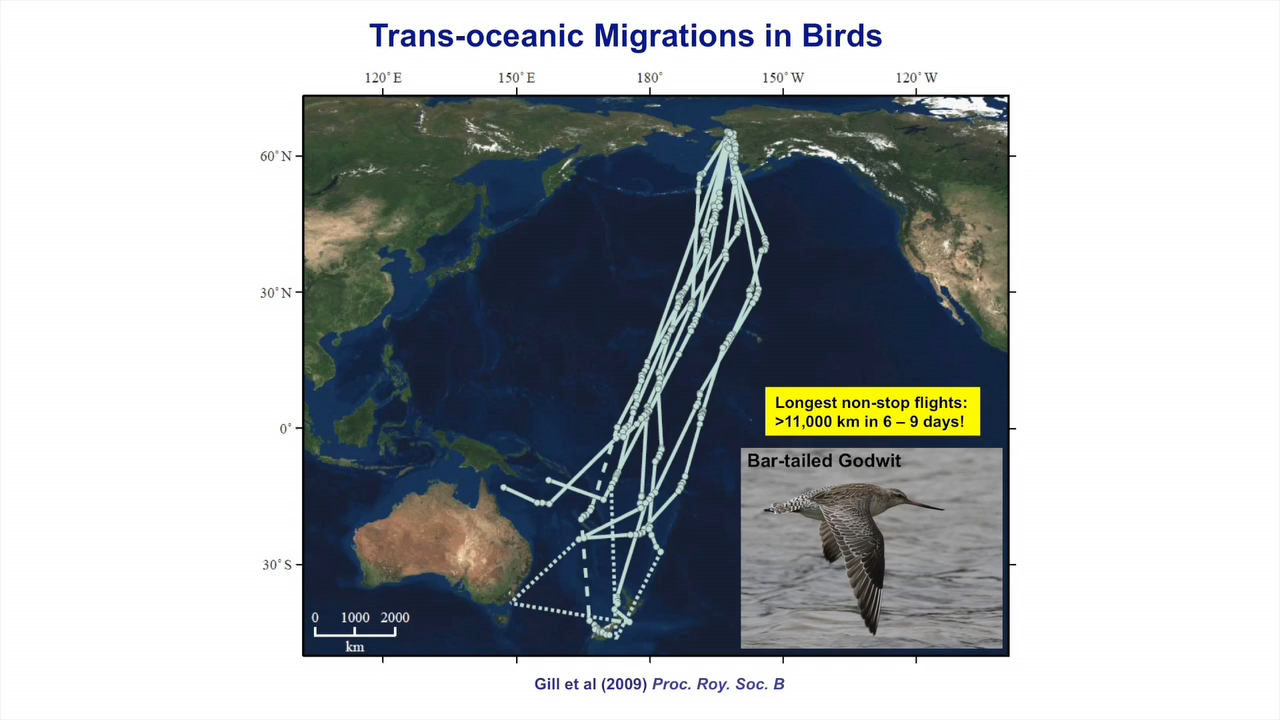 Trans-oceanic Migrations in Birds
120°E 150°E 180° 150°W 120°W
60°N
30°N
0°
30°S
Longest non-stop flights:
>11,000 km in 6 – 9 days!
Bar-tailed Godwit
0 1000 2000
km
Gill et al (2009) Proc. Roy. Soc. B